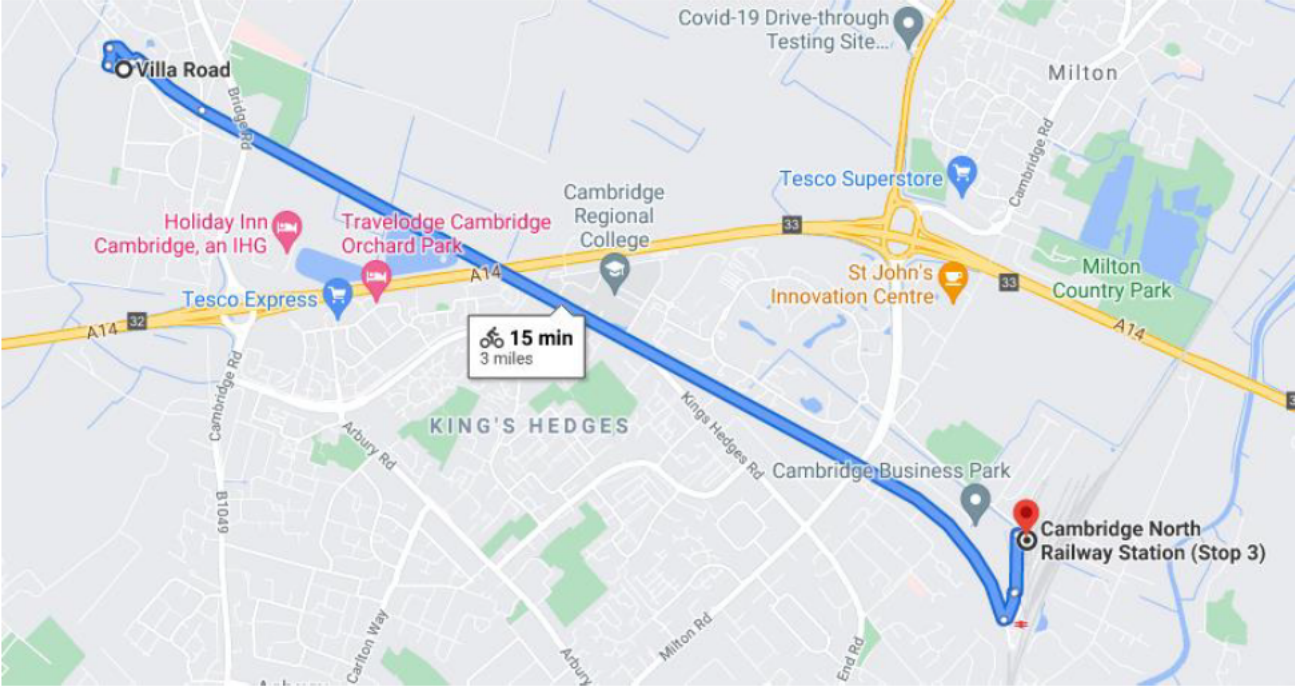 Covid-19 Drive-through
Testing Site...
Milton
Villa Road
Bridge Rd
Cambridge Rd
Tesco Superstore
Cambridge
Regional
College
Holiday Inn
Cambridge, an IHG
Travelodge Cambridge
Orchard Park
33
A14
St John's
Innovation Centre
33
Milton
Country Park
Tesco Express
A14
32
A14
15 min
3 miles
Cambridge Rd
KING'S HEDGES
Kings Hedges Rd
Arbury Rd
Cambridge Business Park
B1049
Cambridge North
Railway Station (Stop 3)
Carlton Way
Milton Rd
End Rd
Arbury